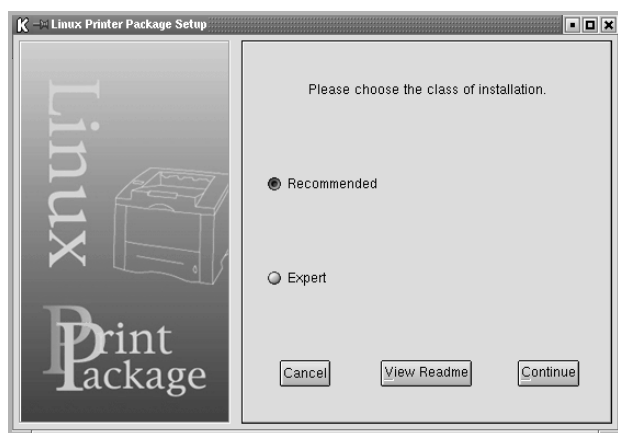 Linux Printer Package Setup
Linux
Print
Package
Please choose the class of installation.
Recommended
Expert
Cancel
View Readme
Continue